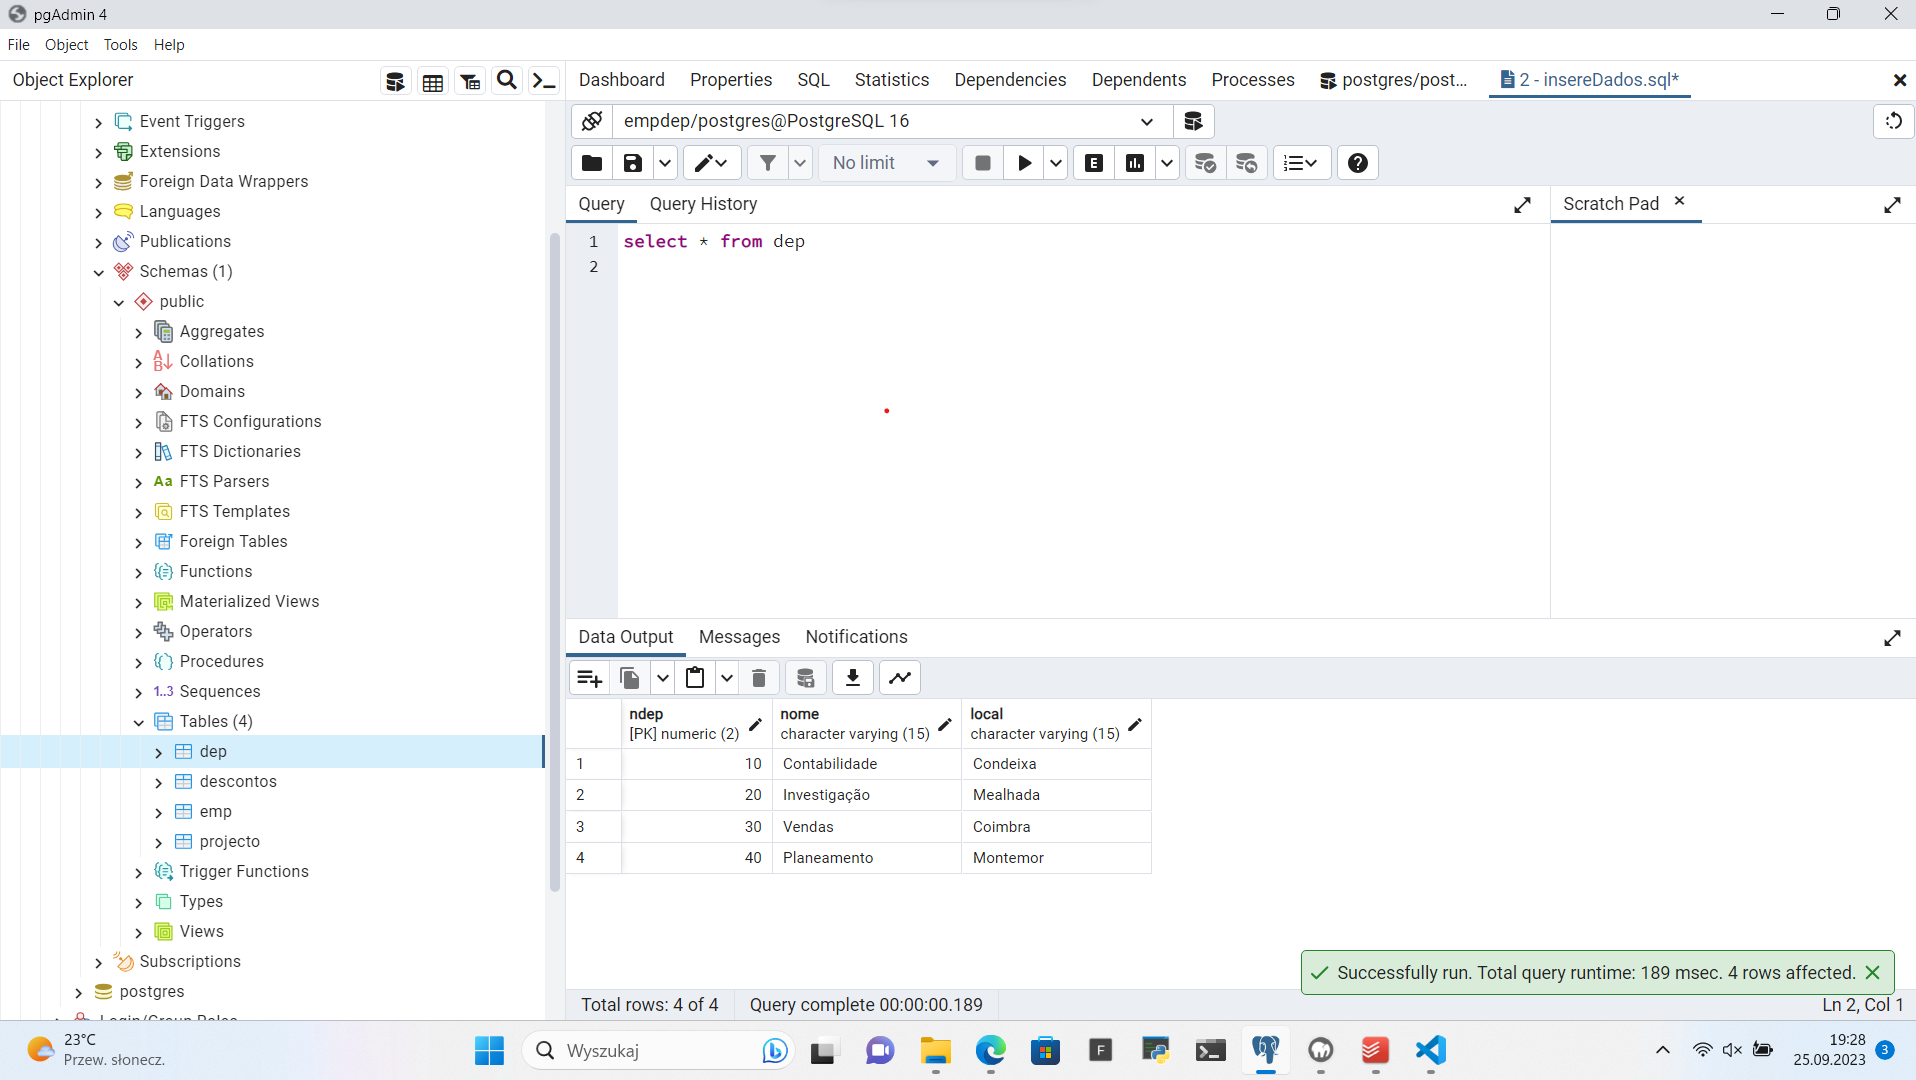 pgAdmin 4
File Object Tools Help
Object Explorer
Dashboard Properties SQL Statistics Dependencies Dependents Processes postgres/post... 2 - insereDados.sql*
Event Triggers
Extensions
Foreign Data Wrappers
Languages
Publications
Schemas (1)
public
Aggregates
Collations
Domains
FTS Configurations
FTS Dictionaries
Aa FTS Parsers
FTS Templates
Foreign Tables
Functions
Materialized Views
Operators
Procedures
1..3 Sequences
Tables (4)
dep
descontos
emp
projecto
Trigger Functions
Types
Views
Subscriptions
postgres
Login/Group Roles
empdep/postgres@PostgreSQL 16
No limit
E
Query Query History
Scratch Pad
1 select * from dep
2
Data Output Messages Notifications
ndep nome local
[PK] numeric (2) character varying (15) character varying (15)
1 10 Contabilidade Condeixa
2 20 Investigação Mealhada
3 30 Vendas Coimbra
4 40 Planeamento Montemor
Successfully run. Total query runtime: 189 msec. 4 rows affected.
Total rows: 4 of 4 Query complete 00:00:00.189
Ln 2, Col 1
23°C
Przew. słonecz.
Wyszukaj
F
19:28
25.09.2023
3